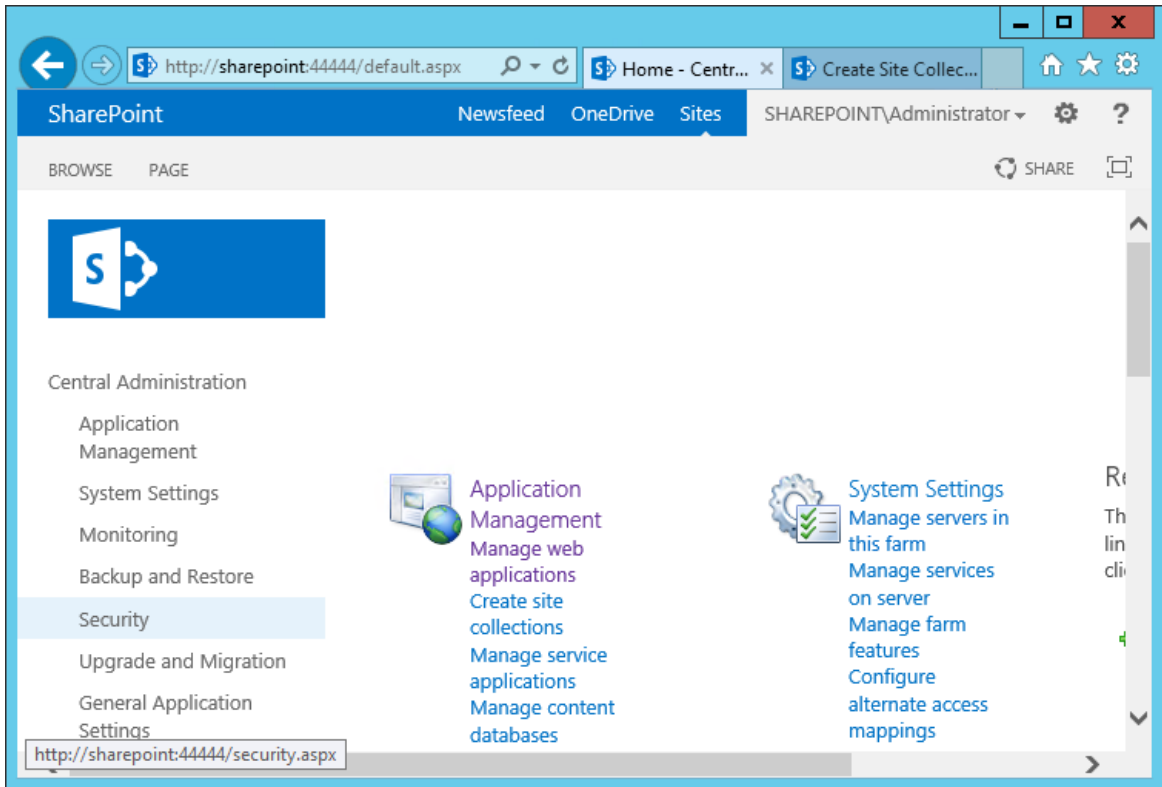 http://sharepoint:44444/default.aspx
Home - Centr...
Create Site Collec...
SharePoint
Newsfeed
OneDrive
Sites
SHAREPOINT\Administrator
?
BROWSE
PAGE
SHARE
S
Central Administration
Application
Management
System Settings
Monitoring
Backup and Restore
Security
Upgrade and Migration
General Application
Settings
http://sharepoint:44444/security.aspx
Application
Management
Manage web
applications
Create site
collections
Manage service
applications
Manage content
databases
System Settings
Manage servers in
this farm
Manage services
on server
Manage farm
features
Configure
alternate access
mappings
Th
lin